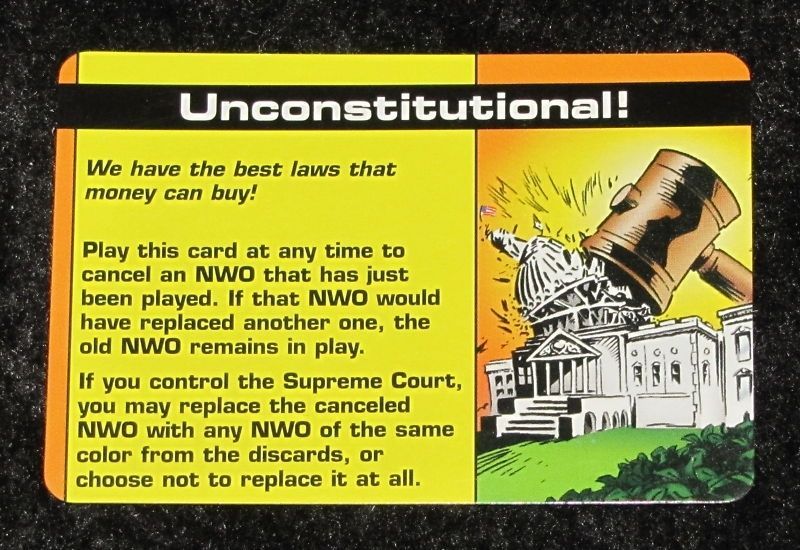 Unconstitutional!
We have the best laws that
money can buy!
Play this card at any time to
cancel an NWO that has just
been played. If that NWO would
have replaced another one, the
old NWO remains in play.
If you control the Supreme Court,
you may replace the canceled
NWO with any NWO of the same
color from the discards, or
choose not to replace it at all.